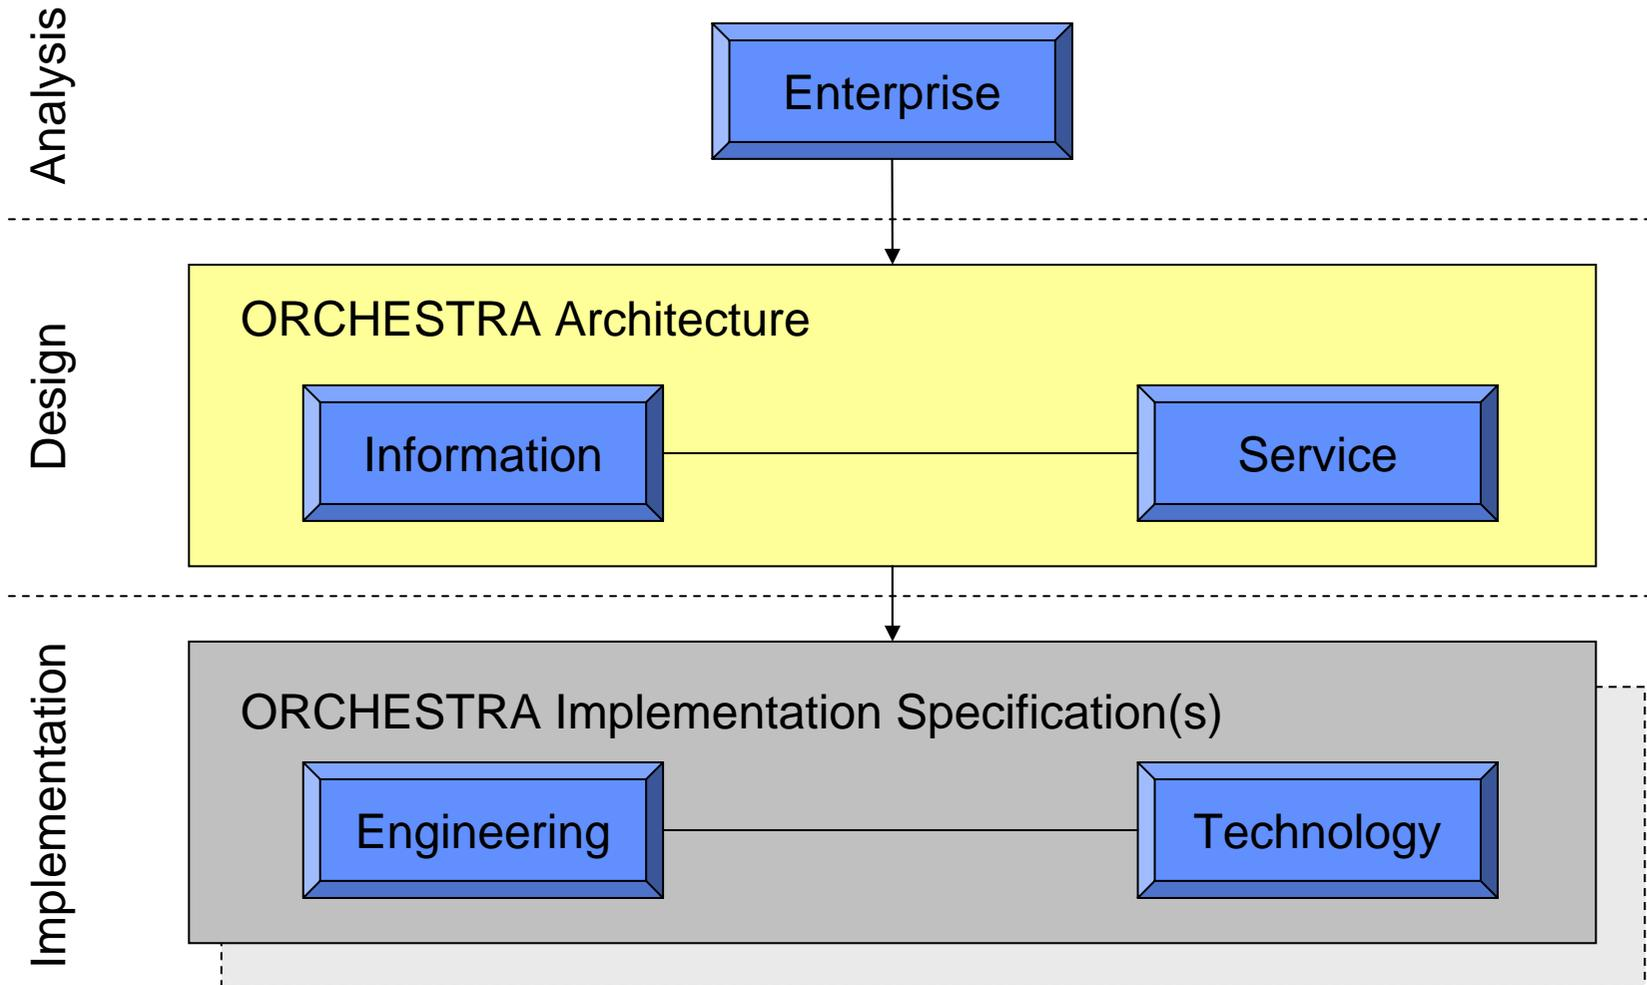 Analysis
Enterprise
Design
ORCHESTRA Architecture
Information
Service
Implementation
ORCHESTRA Implementation Specification(s)
Engineering
Technology